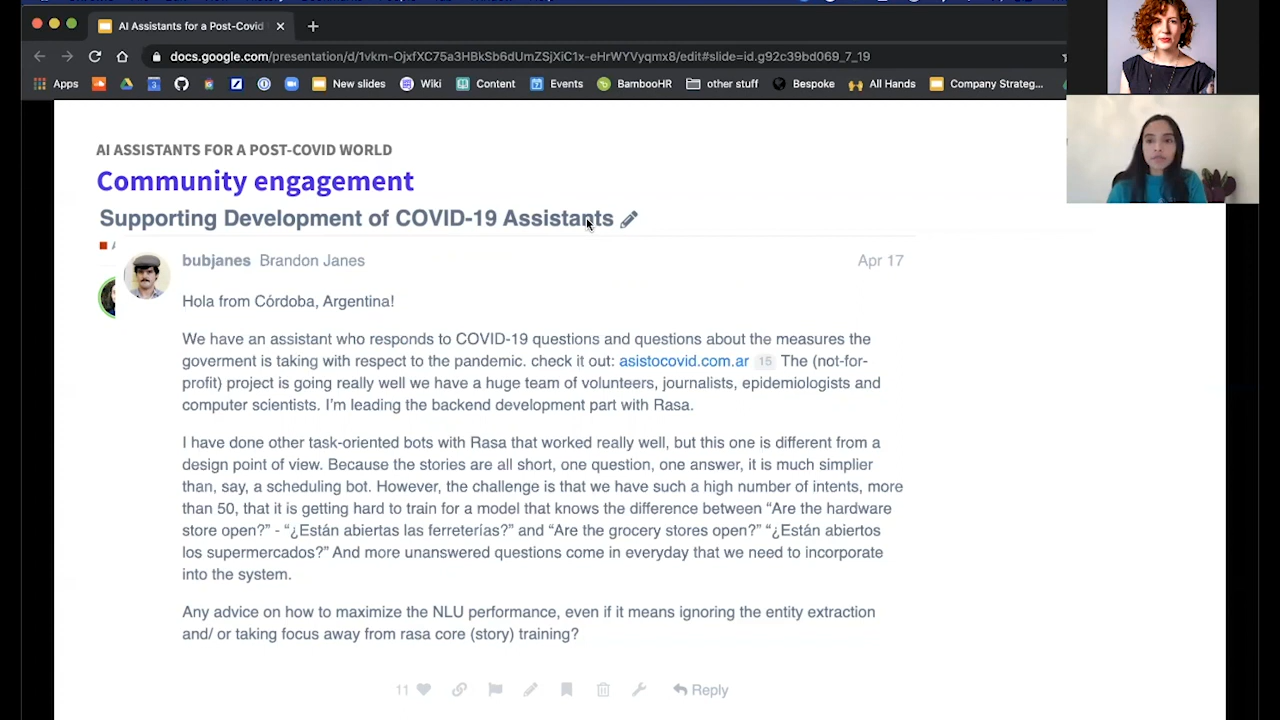 AI Assistants for a Post-Covid
docs.google.com/presentation/d/1vkm-OjxfXC75a3HBkSb6dUmZSjXiC1x-eHrWYVyqmx8/edit#slide=id.g92c39bd069_7_19
Apps New slides Wiki Content Events BambooHR other stuff Bespoke All Hands Company Strateg...
AI ASSISTANTS FOR A POST-COVID WORLD
Community engagement
Supporting Development of COVID-19 Assistants
bubjanes Brandon Janes Apr 17
Hola from Córdoba, Argentina!
We have an assistant who responds to COVID-19 questions and questions about the measures the
goverment is taking with respect to the pandemic. check it out: asistocovid.com.ar 15 The (not-for-
profit) project is going really well we have a huge team of volunteers, journalists, epidemiologists and
computer scientists. I'm leading the backend development part with Rasa.
I have done other task-oriented bots with Rasa that worked really well, but this one is different from a
design point of view. Because the stories are all short, one question, one answer, it is much simplier
than, say, a scheduling bot. However, the challenge is that we have such a high number of intents, more
than 50, that it is getting hard to train for a model that knows the difference between “Are the hardware
store open?” - “¿Están abiertas las ferreterías?” and “Are the grocery stores open?” “¿Están abiertos
los supermercados?” And more unanswered questions come in everyday that we need to incorporate
into the system.
Any advice on how to maximize the NLU performance, even if it means ignoring the entity extraction
and/ or taking focus away from rasa core (story) training?
11 Reply